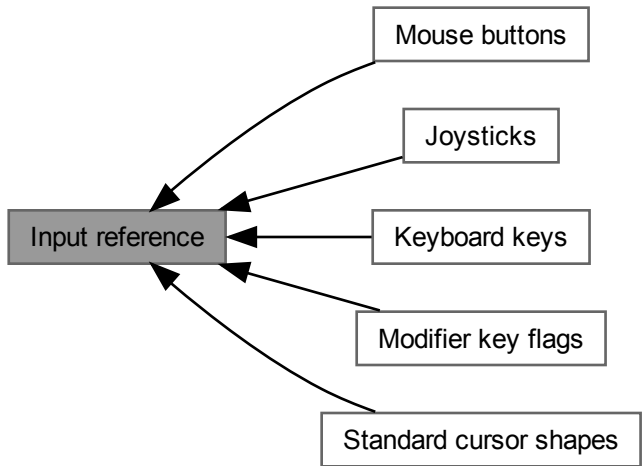 Mouse buttons
Joysticks
Input reference
Keyboard keys
Modifier key flags
Standard cursor shapes